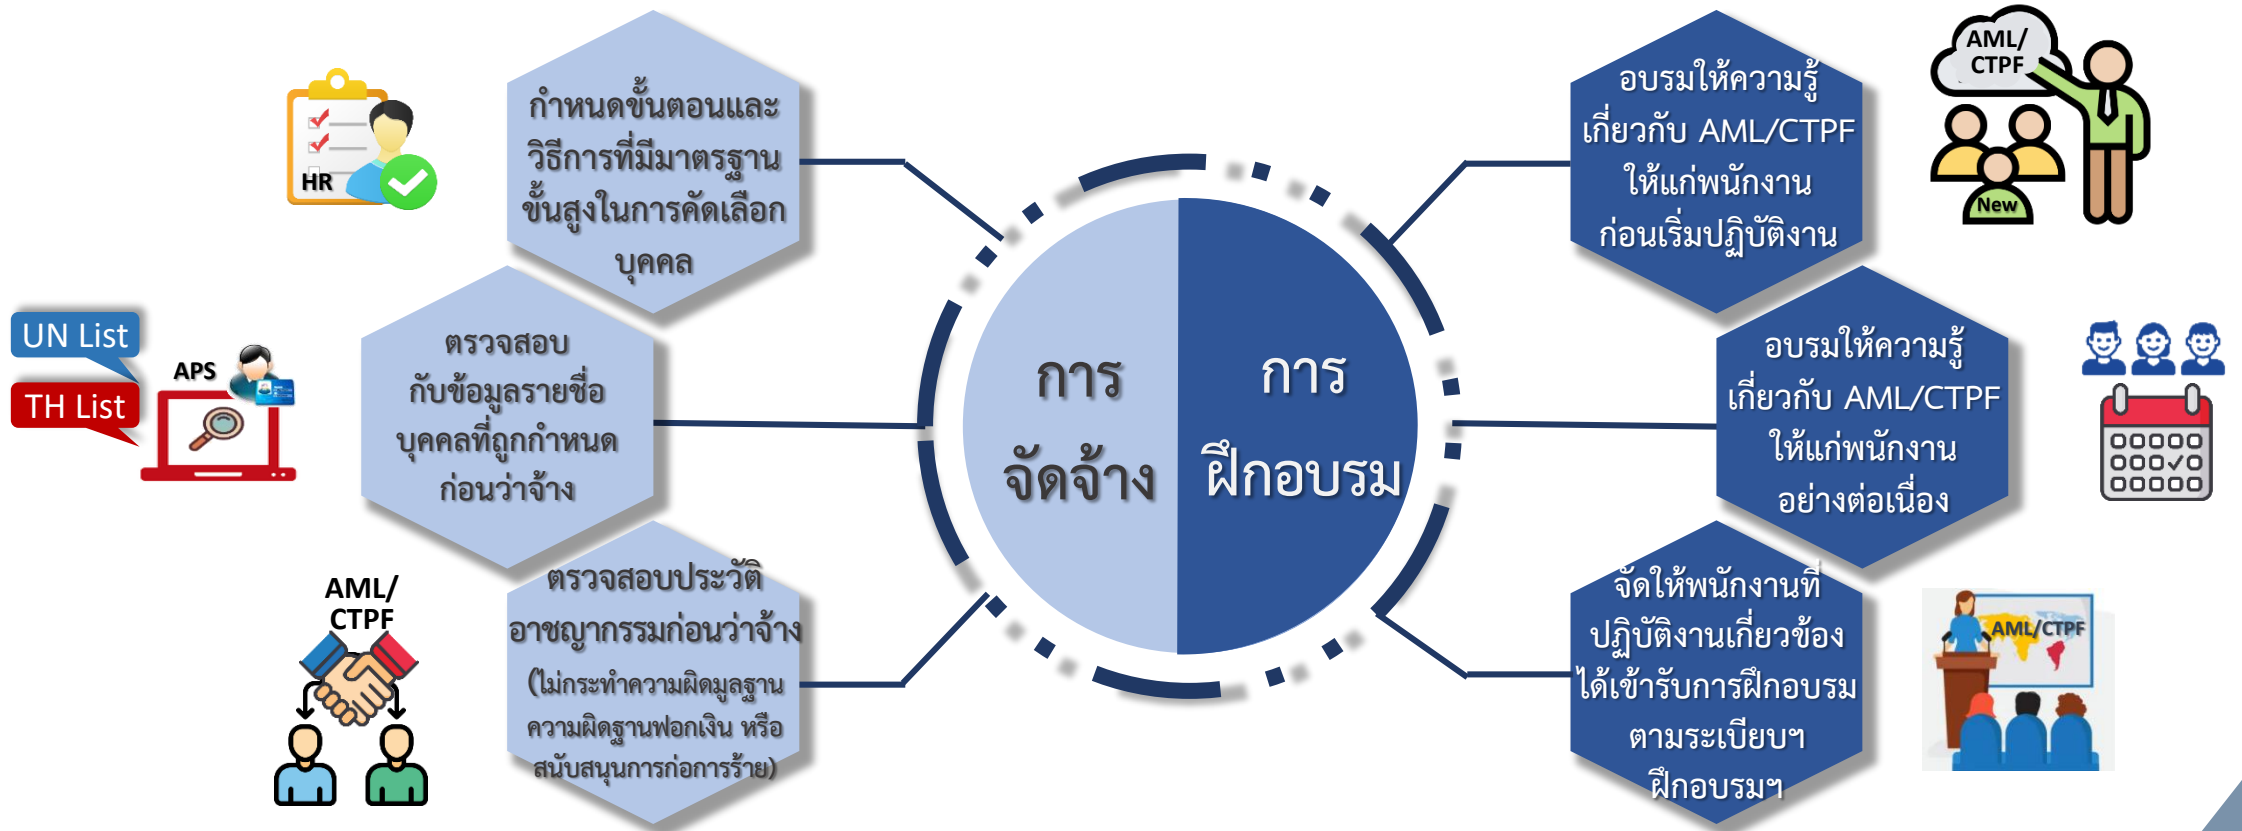 HR
กำหนดขั้นตอนและ
วิธีการที่มีมาตรฐาน
ขั้นสูงในการคัดเลือก
บุคคล
UN List
TH List
APS
ตรวจสอบ
กับข้อมูลรายชื่อ
บุคคลที่ถูกกำหนด
ก่อนว่าจ้าง
AML/
CTPF
ตรวจสอบประวัติ
อาชญากรรมก่อนว่าจ้าง
(ไม่กระทำความผิดมูลฐาน
ความผิดฐานฟอกเงิน หรือ
สนับสนุนการก่อการร้าย)
การ
จัดจ้าง
การ
ฝึกอบรม
อบรมให้ความรู้
เกี่ยวกับ AML/CTPF
ให้แก่พนักงาน
ก่อนเริ่มปฏิบัติงาน
AML/
CTPF
New
อบรมให้ความรู้
เกี่ยวกับ AML/CTPF
ให้แก่พนักงาน
อย่างต่อเนื่อง
จัดให้พนักงานที่
ปฏิบัติงานเกี่ยวข้อง
ได้เข้ารับการฝึกอบรม
ตามระเบียบฯ
ฝึกอบรมฯ
AML/CTPF